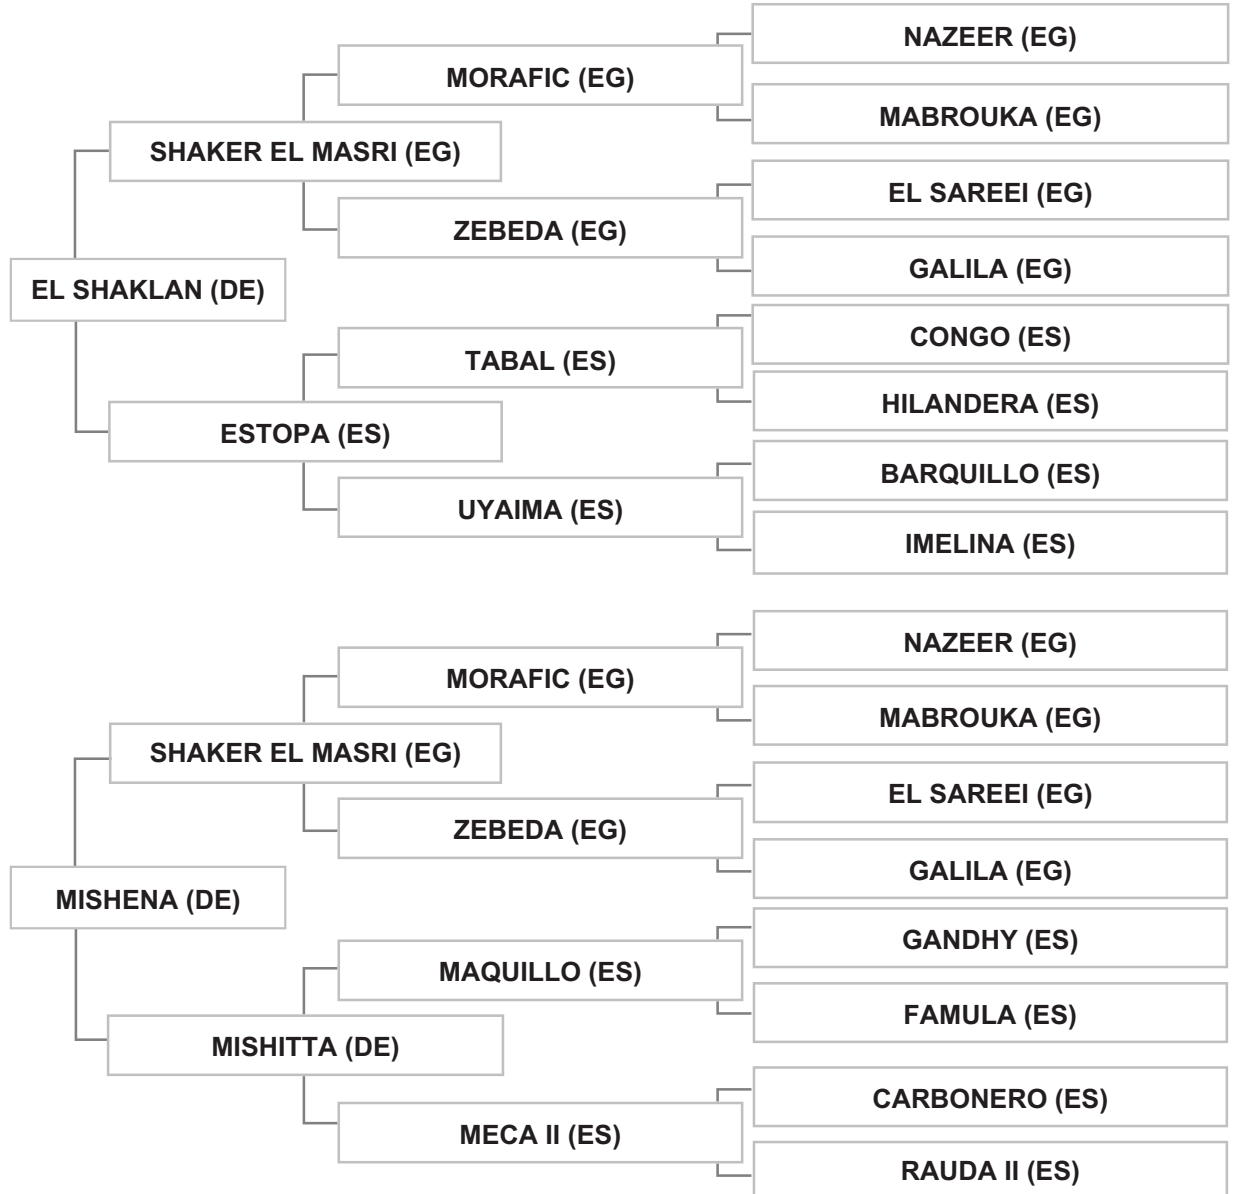 NAZEER (EG)
MORAFIC (EG)
MABROUKA (EG)
SHAKER EL MASRI (EG)
EL SAREEI (EG)
ZEBEDA (EG)
GALILA (EG)
EL SHAKLAN (DE)
CONGO (ES)
TABAL (ES)
HILANDERA (ES)
ESTOPA (ES)
BARQUILLO (ES)
UYAIMA (ES)
IMELINA (ES)
NAZEER (EG)
MORAFIC (EG)
MABROUKA (EG)
SHAKER EL MASRI (EG)
EL SAREEI (EG)
ZEBEDA (EG)
GALILA (EG)
MISHENA (DE)
GANDHY (ES)
MAQUILLO (ES)
FAMULA (ES)
MISHITTA (DE)
CARBONERO (ES)
MECA II (ES)
RAUDA II (ES)